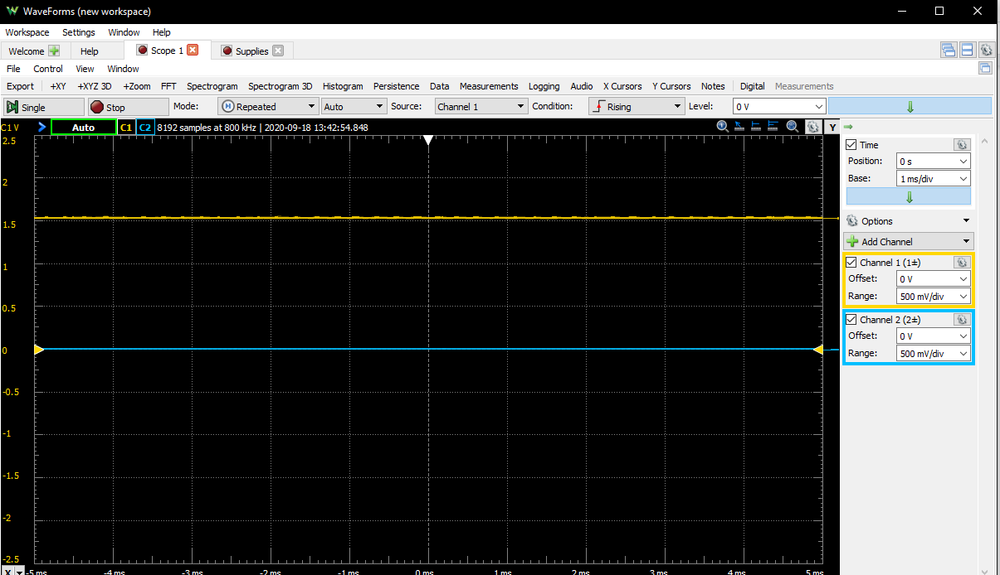 WaveForms (new workspace)
Workspace Settings Window Help
Welcome Help Scope 1 Supplies
File Control View Window
Export +XY +XYZ 3D +Zoom FFT Spectrogram Spectrogram 3D Histogram Persistence Data Measurements Logging Audio X Cursors Y Cursors Notes Digital Measurements
Single Stop Mode: Repeated Auto Source: Channel 1 Condition: Rising Level: 0 V
C1 V Auto C1 C2 8192 samples at 800 kHz | 2020-09-18 13:42:54.848 Y
2.5
2
1.5
1
0.5
0
-0.5
-1
-1.5
-2
-2.5
X -5 ms -4 ms -3 ms -2 ms -1 ms 0 ms 1 ms 2 ms 3 ms 4 ms 5 ms
Time
Position: 0 s
Base: 1 ms/div
Options
Add Channel
Channel 1 (1±)
Offset: 0 V
Range: 500 mV/div
Channel 2 (2±)
Offset: 0 V
Range: 500 mV/div